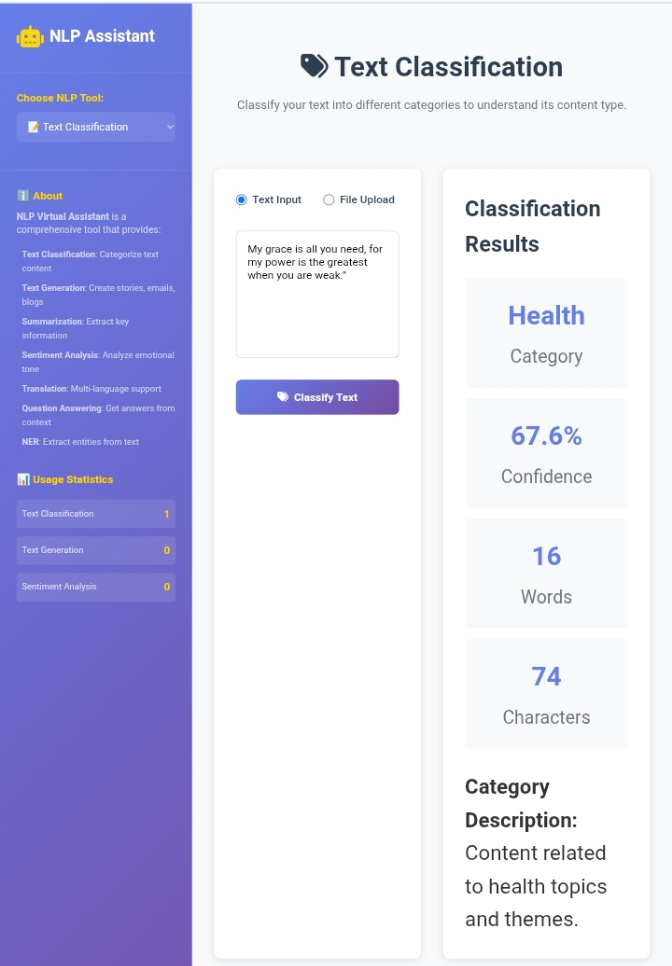 NLP Assistant
Choose NLP Tool:
📝 Text Classification
ℹ️ About
NLP Virtual Assistant is a
comprehensive tool that provides:
Text Classification: Categorize text
content
Text Generation: Create stories, emails,
blogs
Summarization: Extract key
information
Sentiment Analysis: Analyze emotional
tone
Translation: Multi-language support
Question Answering: Get answers from
context
NER: Extract entities from text
📊 Usage Statistics
Text Classification 1
Text Generation 0
Sentiment Analysis 0
Text Classification
Classify your text into different categories to understand its content type.
Text Input File Upload
My grace is all you need, for
my power is the greatest
when you are weak.”
Classify Text
Classification
Results
Health
Category
67.6%
Confidence
16
Words
74
Characters
Category
Description:
Content related
to health topics
and themes.